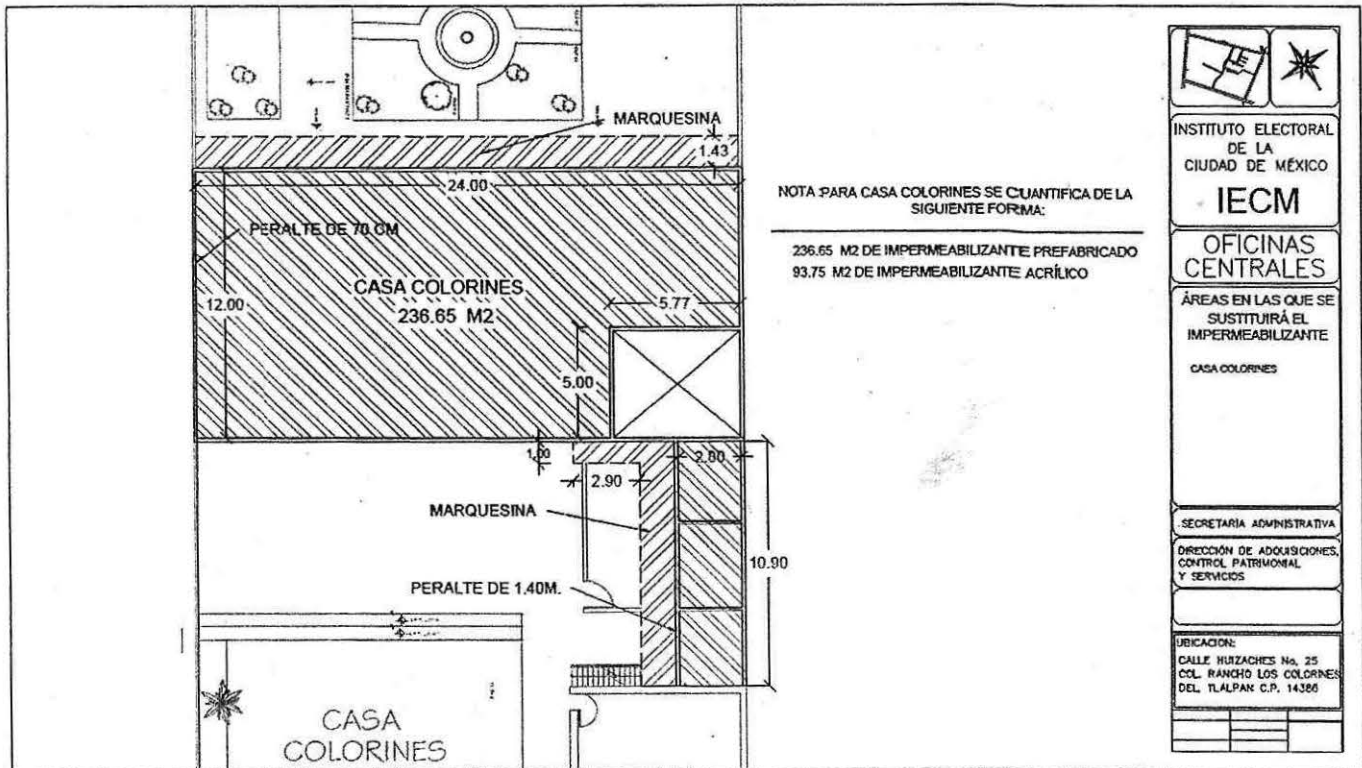 MARQUESINA
1.43
24.00
PERALTE DE 70 CM
CASA COLORINES
236.65 M2
12.00
5.77
5.00
1.00
2.90
2.80
MARQUESINA
10.90
PERALTE DE 1.40M.
CASA
COLORINES
NOTA :PARA CASA COLORINES SE CUANTIFICA DE LA
SIGUIENTE FORMA:
236.65 M2 DE IMPERMEABILIZANTE PREFABRICADO
93.75 M2 DE IMPERMEABILIZANTE ACRÍLICO
INSTITUTO ELECTORAL
DE LA
CIUDAD DE MÉXICO
IECM
OFICINAS
CENTRALES
ÁREAS EN LAS QUE SE
SUSTITUIRÁ EL
IMPERMEABILIZANTE
CASA COLORINES
SECRETARÍA ADMINISTRATIVA
DIRECCIÓN DE ADQUISICIONES,
CONTROL PATRIMONIAL
Y SERVICIOS
UBICACION:
CALLE HUIZACHES No. 25
COL. RANCHO LOS COLORINES
DEL. TLALPAN C.P. 14386